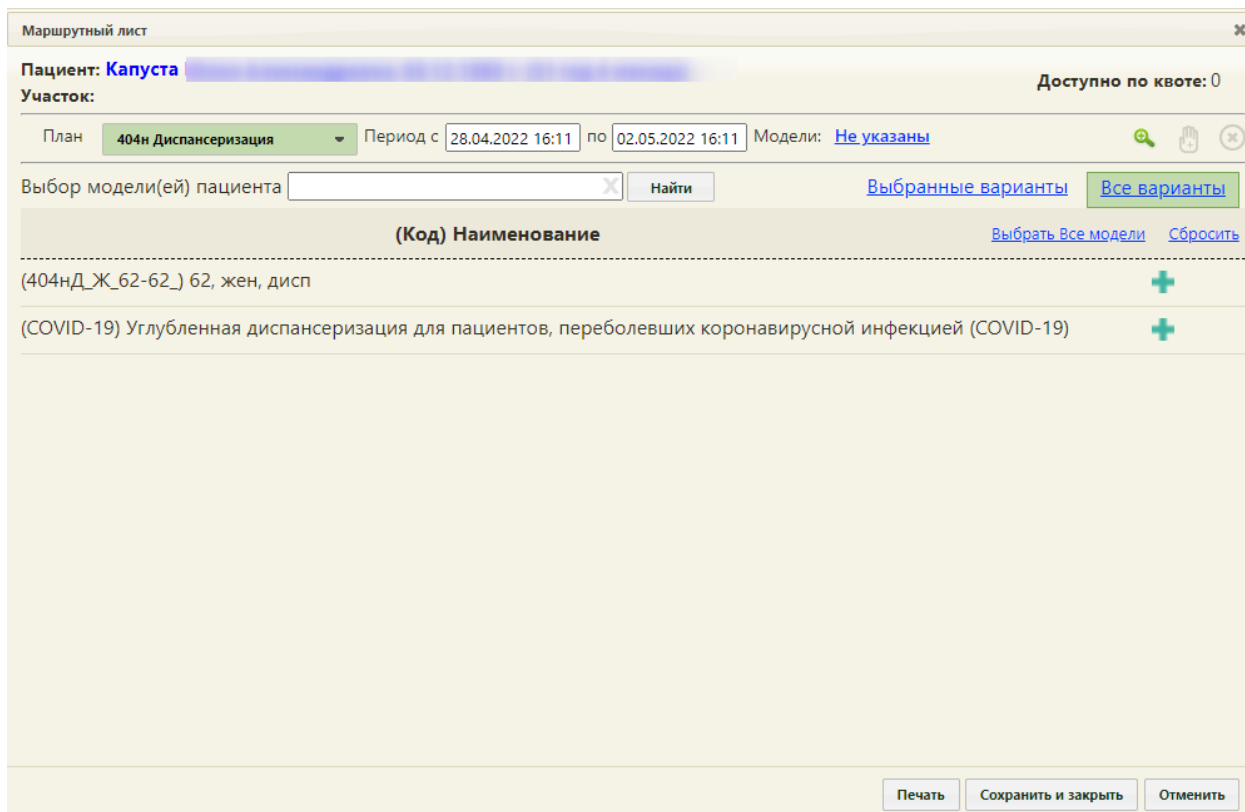 Маршрутный лист
Пациент: Капуста
Доступно по квоте: 0
Участок:
План 404н Диспансеризация Период с 28.04.2022 16:11 по 02.05.2022 16:11 Модели: Не указаны
Выбор модели(ей) пациента Найти Выбранные варианты Все варианты
(Код) Наименование Выбрать Все модели Сбросить
(404нД_Ж_62-62_) 62, жен, дисп
(COVID-19) Углубленная диспансеризация для пациентов, переболевших коронавирусной инфекцией (COVID-19)
Печать Сохранить и закрыть Отменить